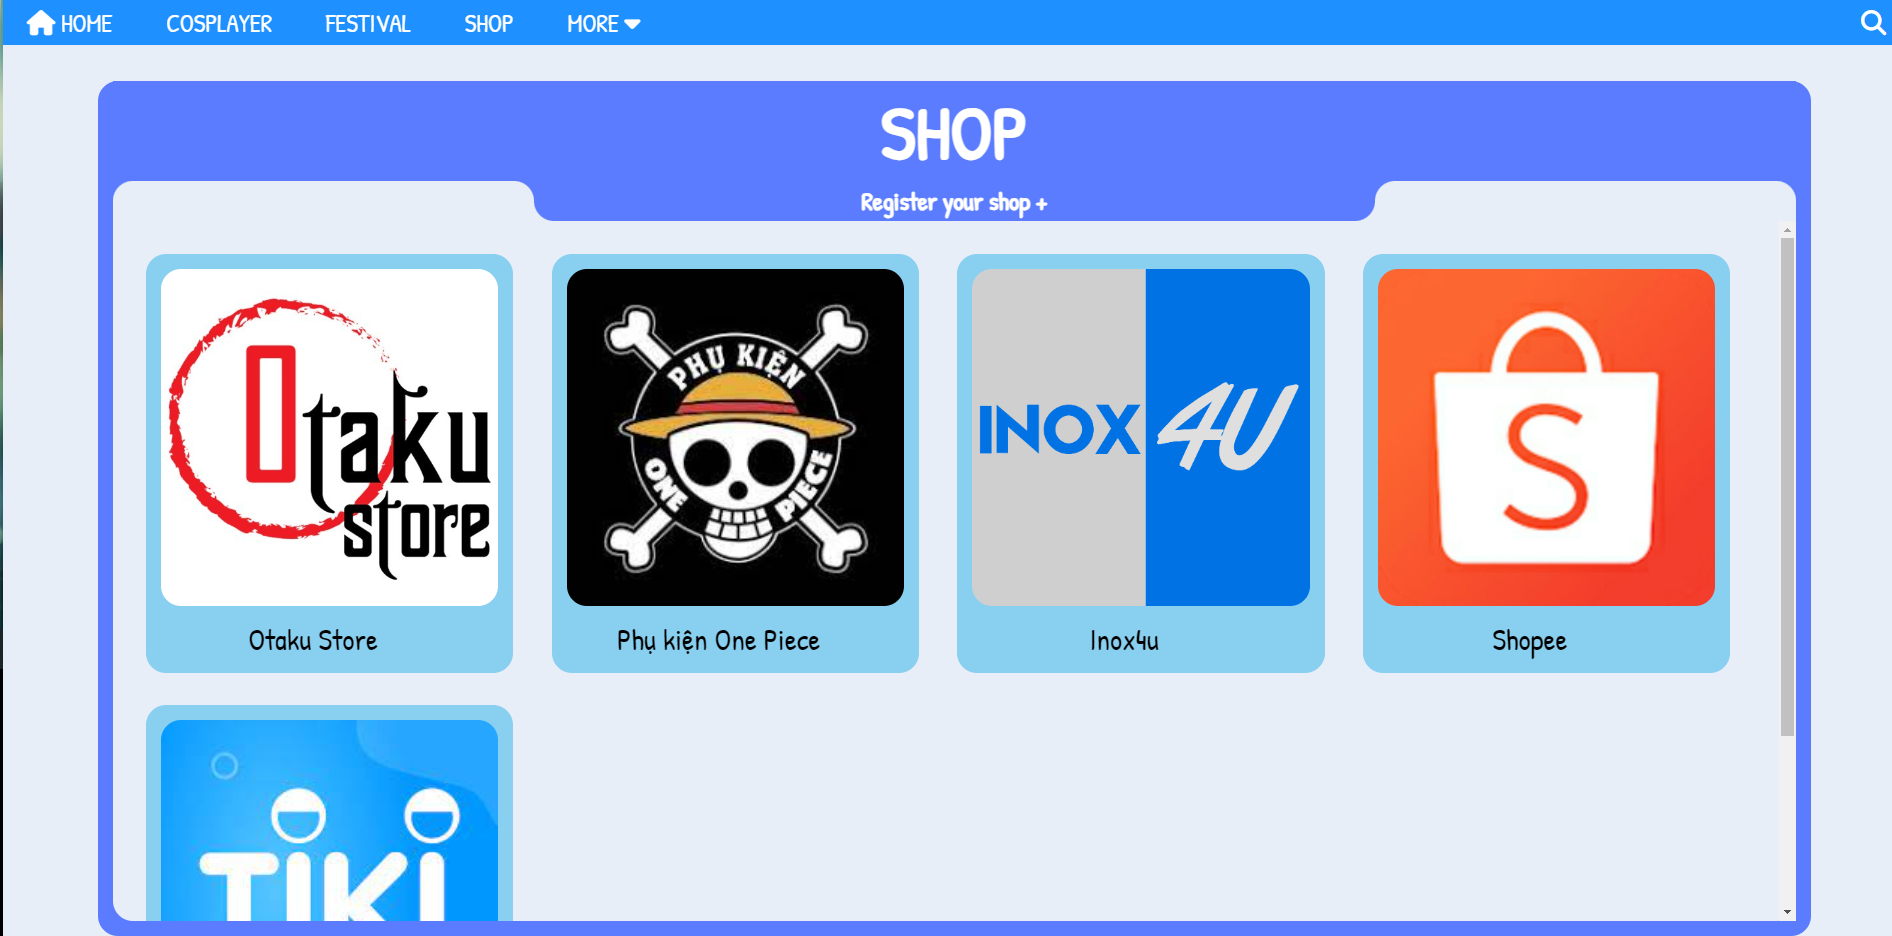 HOME COSPLAYER FESTIVAL SHOP MORE
SHOP
Register your shop +
Otaku
store
PHỤ KIỆN
ONE PIECE
INOX 4U
S
Otaku Store
Phụ kiện One Piece
Inox4u
Shopee
TIKI